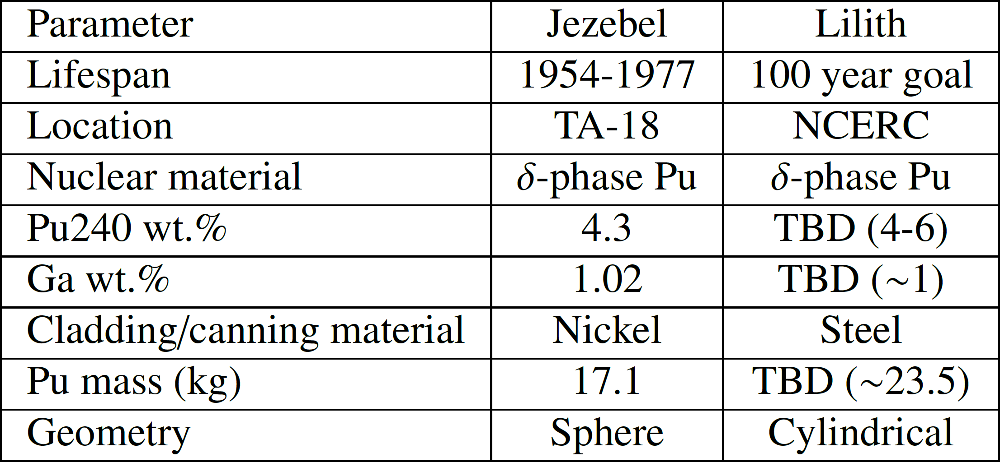 Parameter Jezebel Lilith
Lifespan 1954-1977 100 year goal
Location TA-18 NCERC
Nuclear material δ-phase Pu δ-phase Pu
Pu240 wt.% 4.3 TBD (4-6)
Ga wt.% 1.02 TBD (~1)
Cladding/canning material Nickel Steel
Pu mass (kg) 17.1 TBD (~23.5)
Geometry Sphere Cylindrical